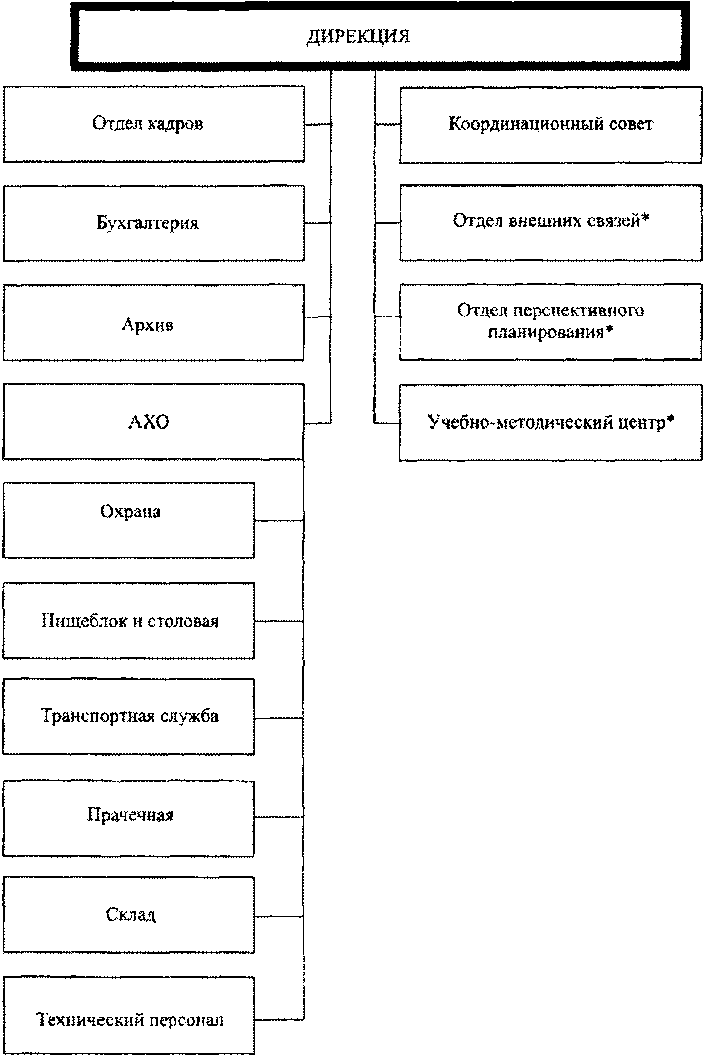 ДИРЕКЦИЯ
Отдел кадров
Бухгалтерия
Архив
АХО
Охрана
Пищеблок и столовая
Транспортная служба
Прачечная
Склад
Технический персонал
Координационный совет
Отдел внешних связей*
Отдел перспективного
планирования*
Учебно-методический центр*